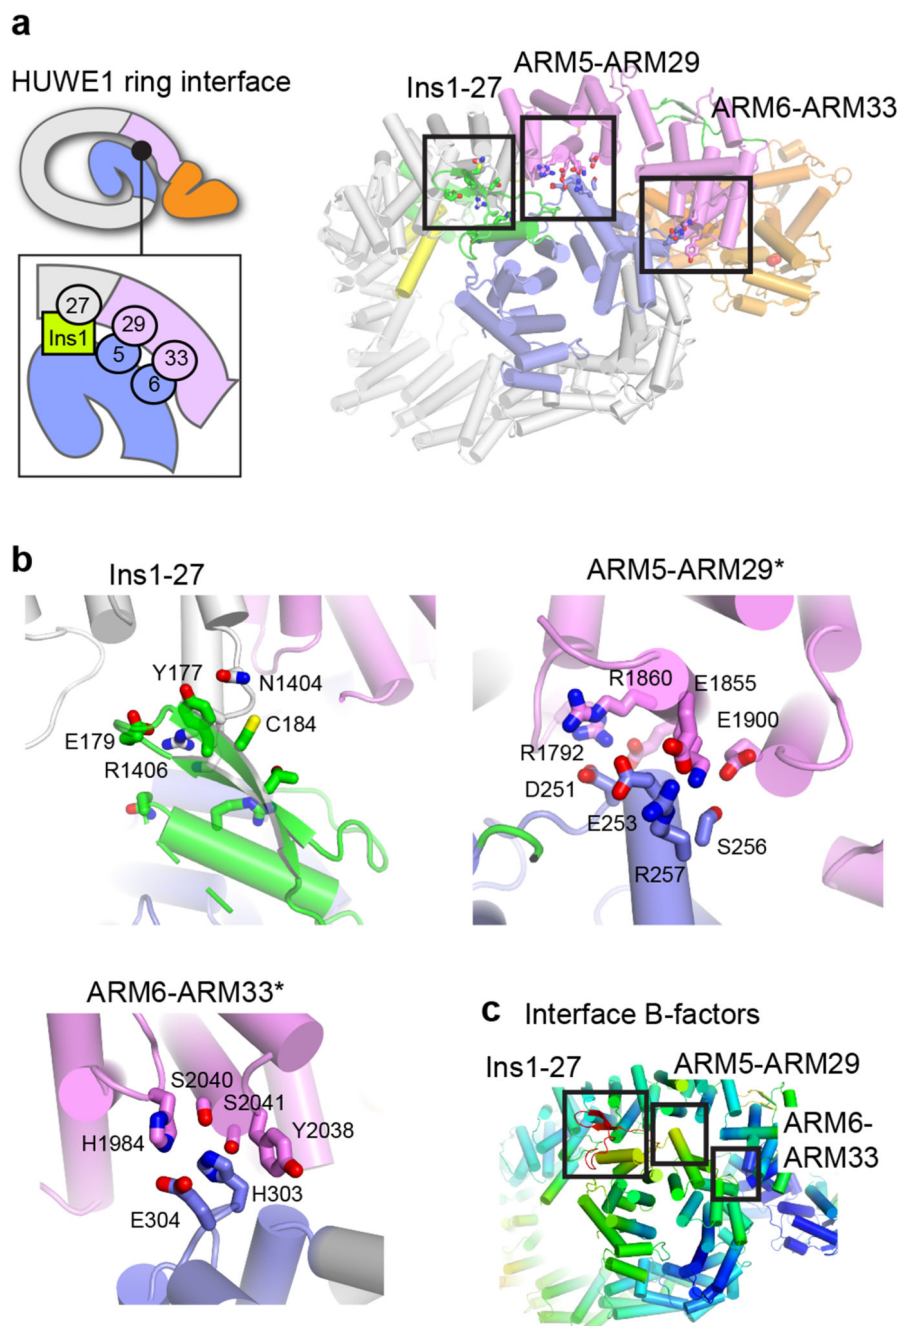 a
HUWE1 ring interface
Ins1-27
ARM5-ARM29
ARM6-ARM33
27
Ins1
29
5
33
6
b
Ins1-27
Y177
N1404
E179
C184
R1406
ARM5-ARM29*
R1860
E1855
E1900
R1792
D251
E253
S256
R257
ARM6-ARM33*
S2040
S2041
H1984
Y2038
H303
E304
c Interface B-factors
Ins1-27
ARM5-ARM29
ARM6-
ARM33